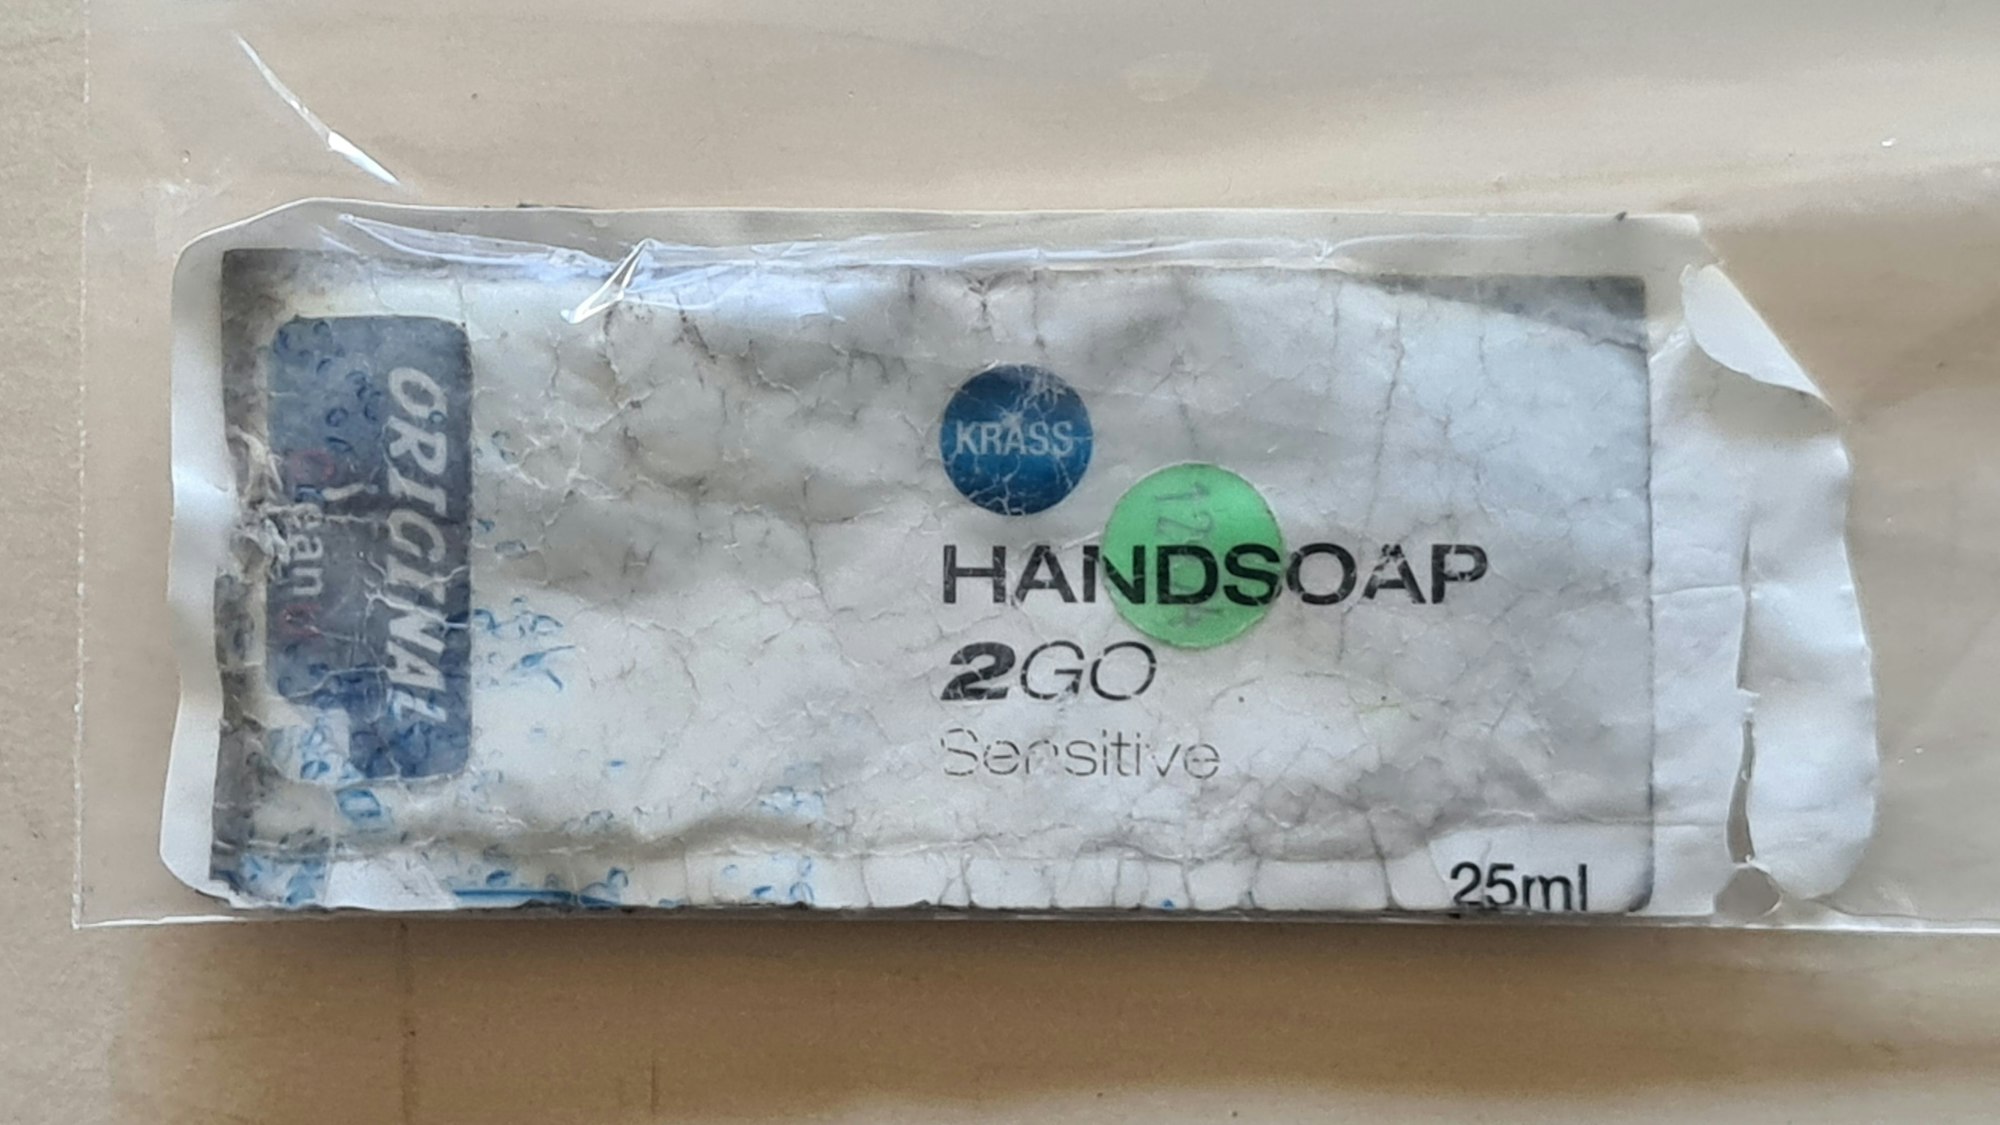 ORIGINAL
KRASS
HANDSOAP
2GO
Sensitive
25ml